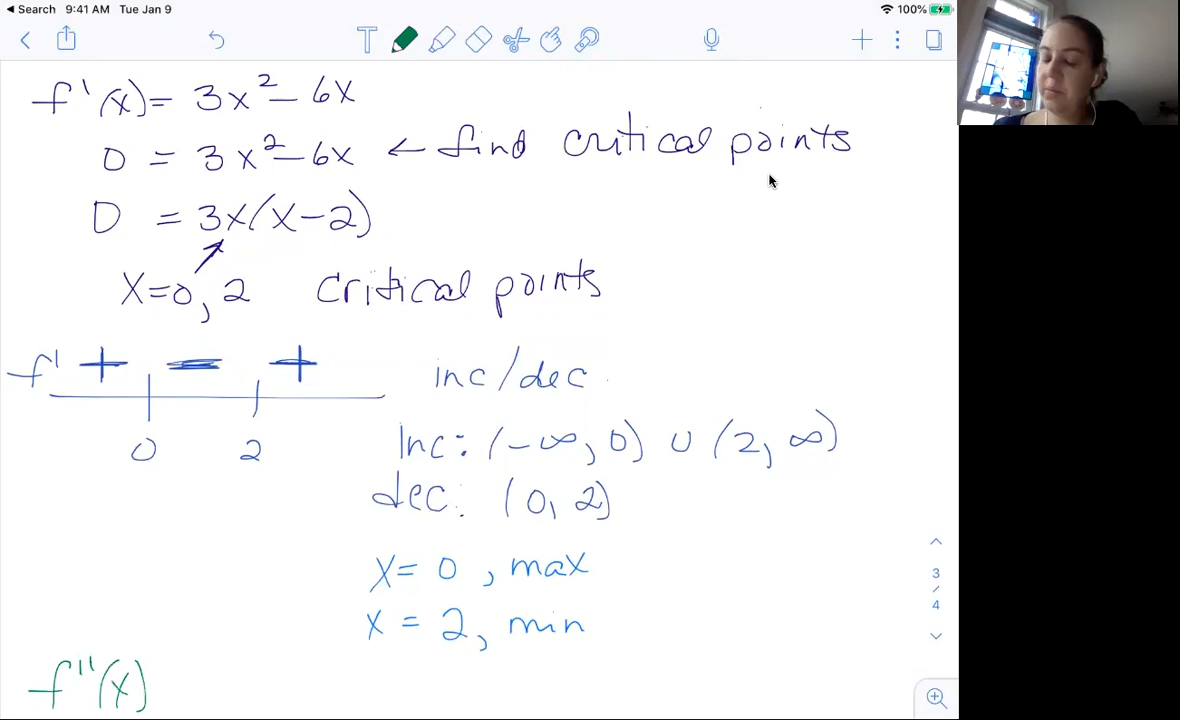 Search 9:41 AM Tue Jan 9 100%
T
f'(x)= 3x²-6x
0 = 3x²-6x ← find critical points
0 = 3x(x-2)
x=0, 2 critical points
f' + - + inc/dec
0 2
Inc: (-∞, 0) ∪ (2, ∞)
dec: (0, 2)
x= 0, max
x = 2, min
f''(x)
3
/
4